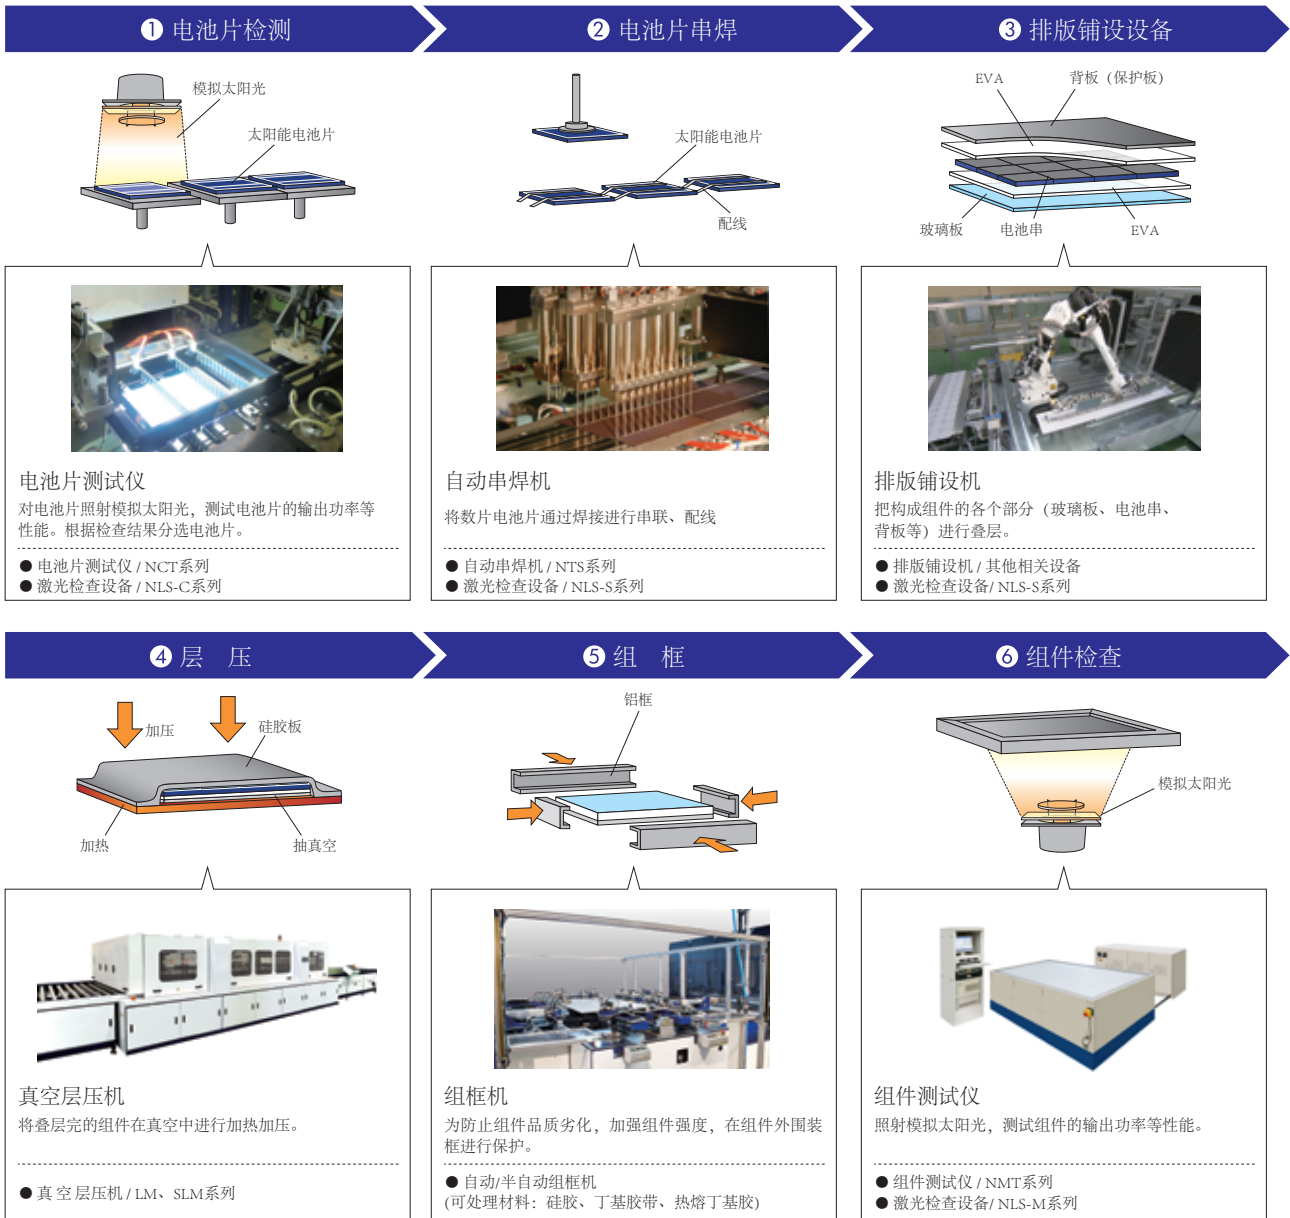 ❶ 电池片检测
❷ 电池片串焊
❸ 排版铺设设备
模拟太阳光
太阳能电池片
太阳能电池片
配线
EVA
背板（保护板）
玻璃板
电池串
EVA
电池片测试仪
对电池片照射模拟太阳光，测试电池片的输出功率等
性能。根据检查结果分选电池片。
● 电池片测试仪 / NCT系列
● 激光检查设备 / NLS-C系列
自动串焊机
将数片电池片通过焊接进行串联、配线
● 自动串焊机 / NTS系列
● 激光检查设备 / NLS-S系列
排版铺设机
把构成组件的各个部分（玻璃板、电池串、
背板等）进行叠层。
● 排版铺设机 / 其他相关设备
● 激光检查设备/ NLS-S系列
❹ 层 压
❺ 组 框
❻ 组件检查
加压
硅胶板
加热
抽真空
铝框
模拟太阳光
真空层压机
将叠层完的组件在真空中进行加热加压。
● 真 空 层压机 / LM、SLM系列
组框机
为防止组件品质劣化，加强组件强度，在组件外围装
框进行保护。
● 自动/半自动组框机
(可处理材料：硅胶、丁基胶带、热熔丁基胶)
组件测试仪
照射模拟太阳光，测试组件的输出功率等性能。
● 组件测试仪 / NMT系列
● 激光检查设备/ NLS-M系列